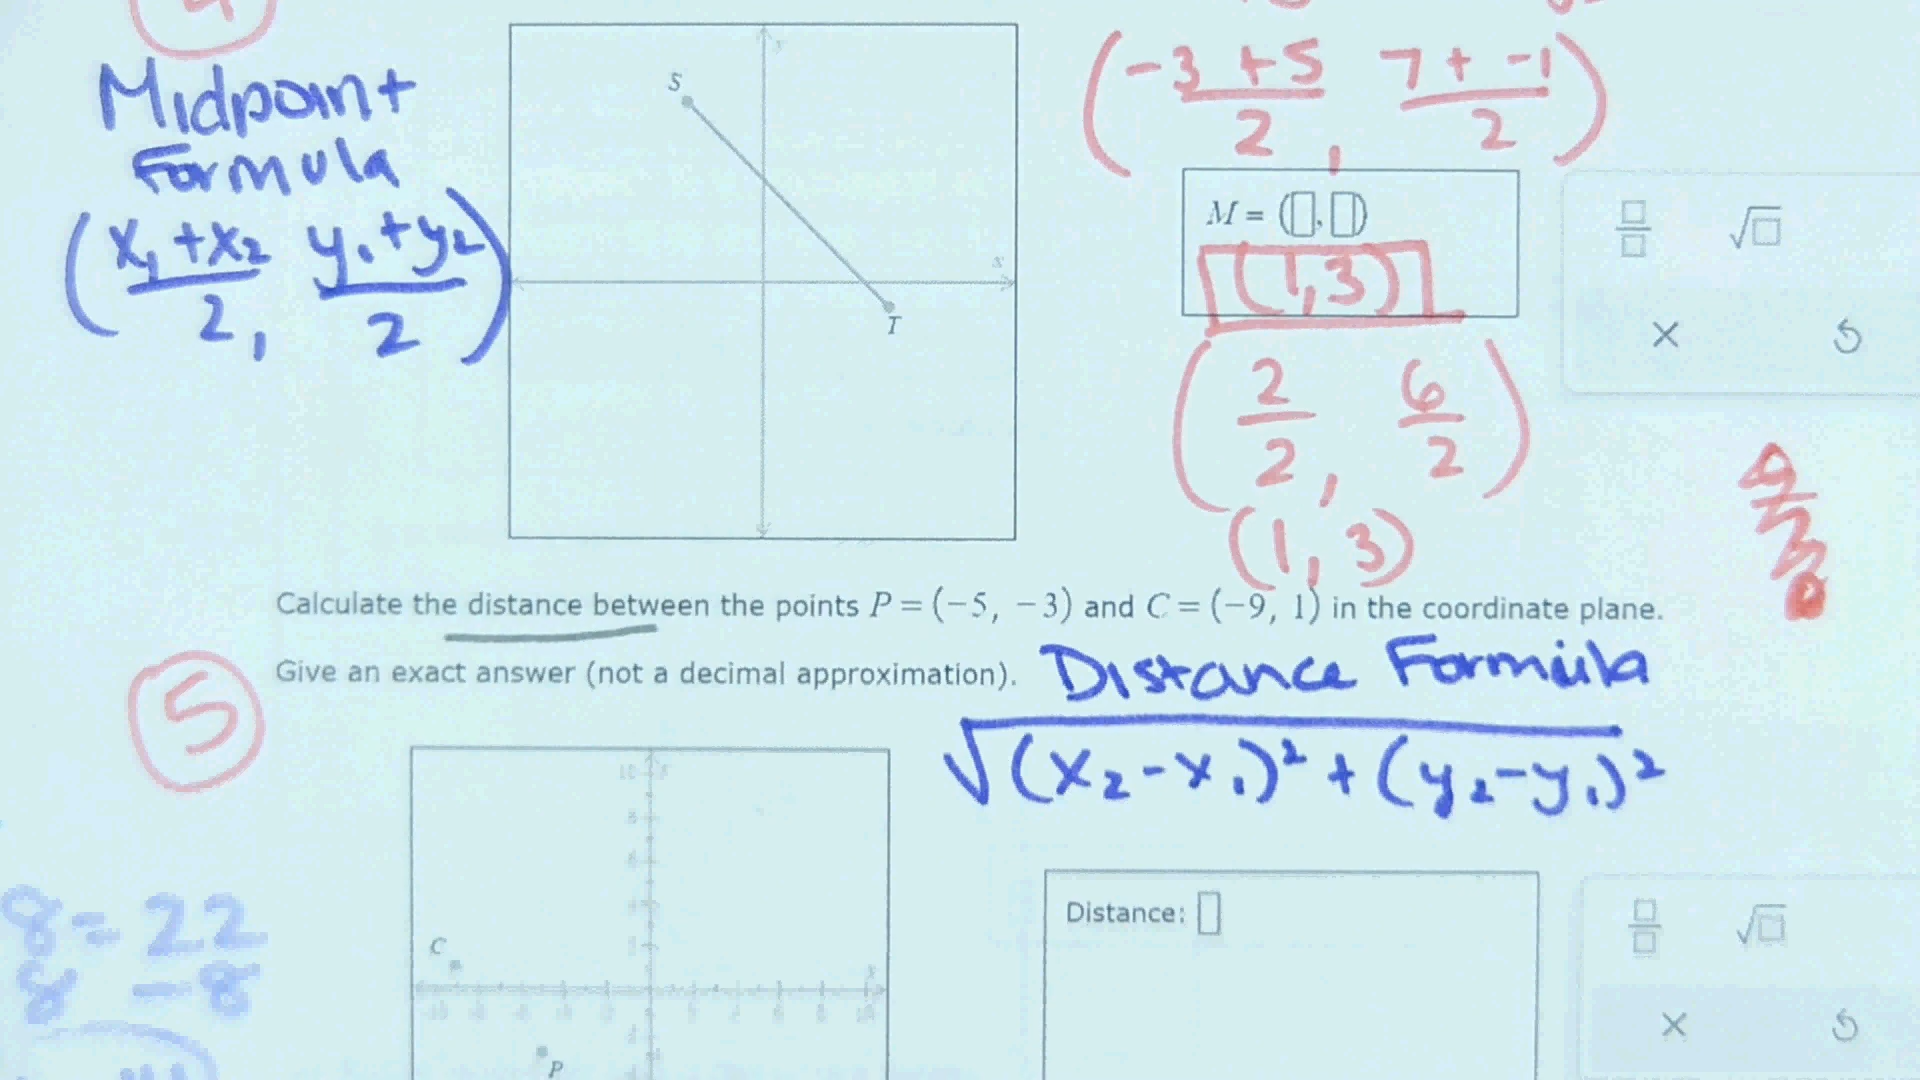 Midpoint
Formula
(x₁+x₂/2, y₁+y₂/2)
y
S
x
T
(-3+5/2, 7+-1/2)
M = (▯,▯)
(1,3)
(2/2, 6/2)
(1,3)
Calculate the distance between the points P = (−5, −3) and C = (−9, 1) in the coordinate plane.
Give an exact answer (not a decimal approximation).
Distance Formula
5
√(x₂-x₁)²+(y₂-y₁)²
10
8
C
x
P
Distance: ▯
8=22
8 -8